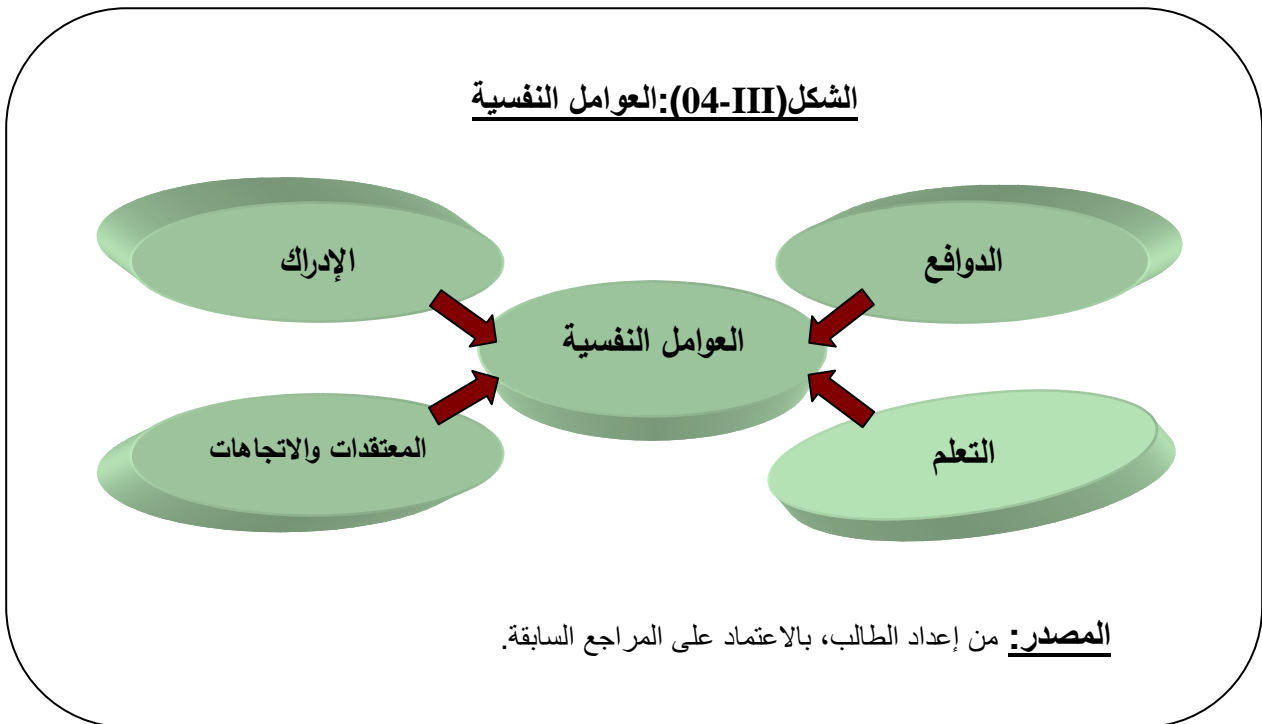 الشكل(04-III):العوامل النفسية
الدوافع
الإدراك
العوامل النفسية
التعلم
المعتقدات والاتجاهات
المصدر: من إعداد الطالب، بالاعتماد على المراجع السابقة.